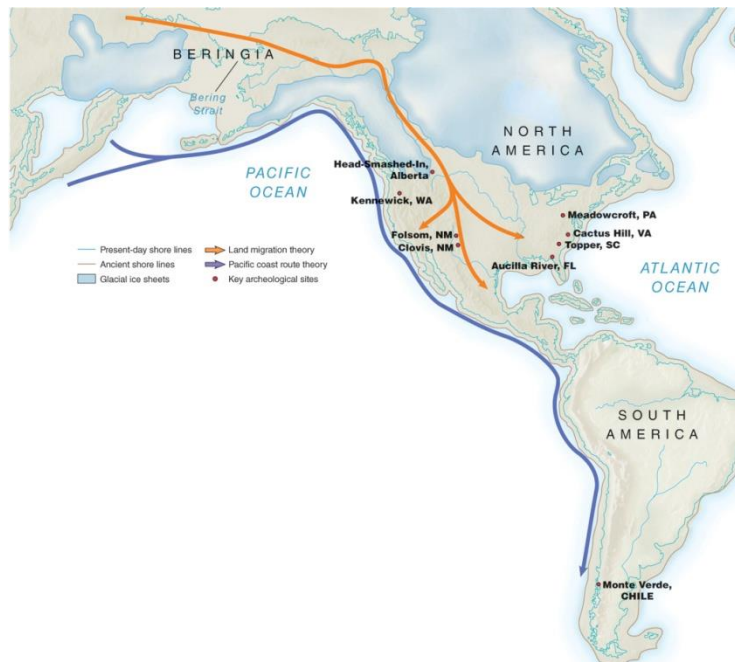 BERINGIA
Bering
Strait
NORTH
AMERICA
PACIFIC
OCEAN
Head-Smashed-In,
Alberta
Kennewick, WA
Meadowcroft, PA
Folsom, NM
Clovis, NM
Cactus Hill, VA
Topper, SC
Aucilla River, FL
ATLANTIC
OCEAN
Present-day shore lines
Ancient shore lines
Glacial ice sheets
Land migration theory
Pacific coast route theory
Key archeological sites
SOUTH
AMERICA
Monte Verde,
CHILE